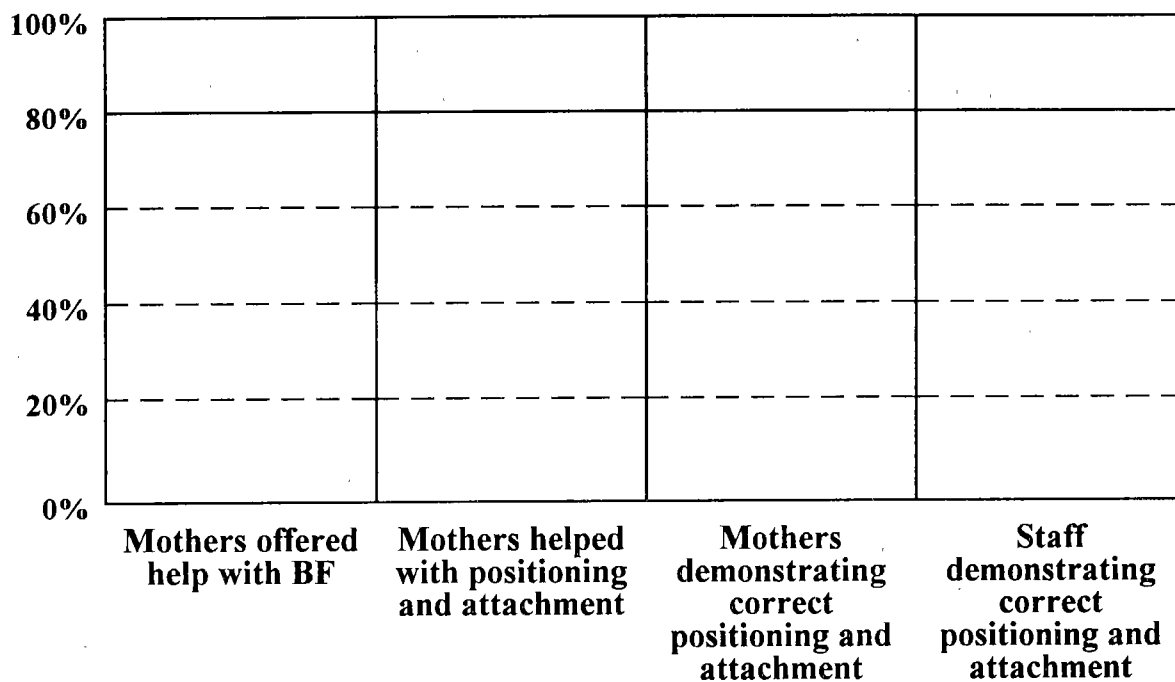 100%
80%
60%
40%
20%
0%
Mothers offered
help with BF
Mothers helped
with positioning
and attachment
Mothers
demonstrating
correct
positioning and
attachment
Staff
demonstrating
correct
positioning and
attachment